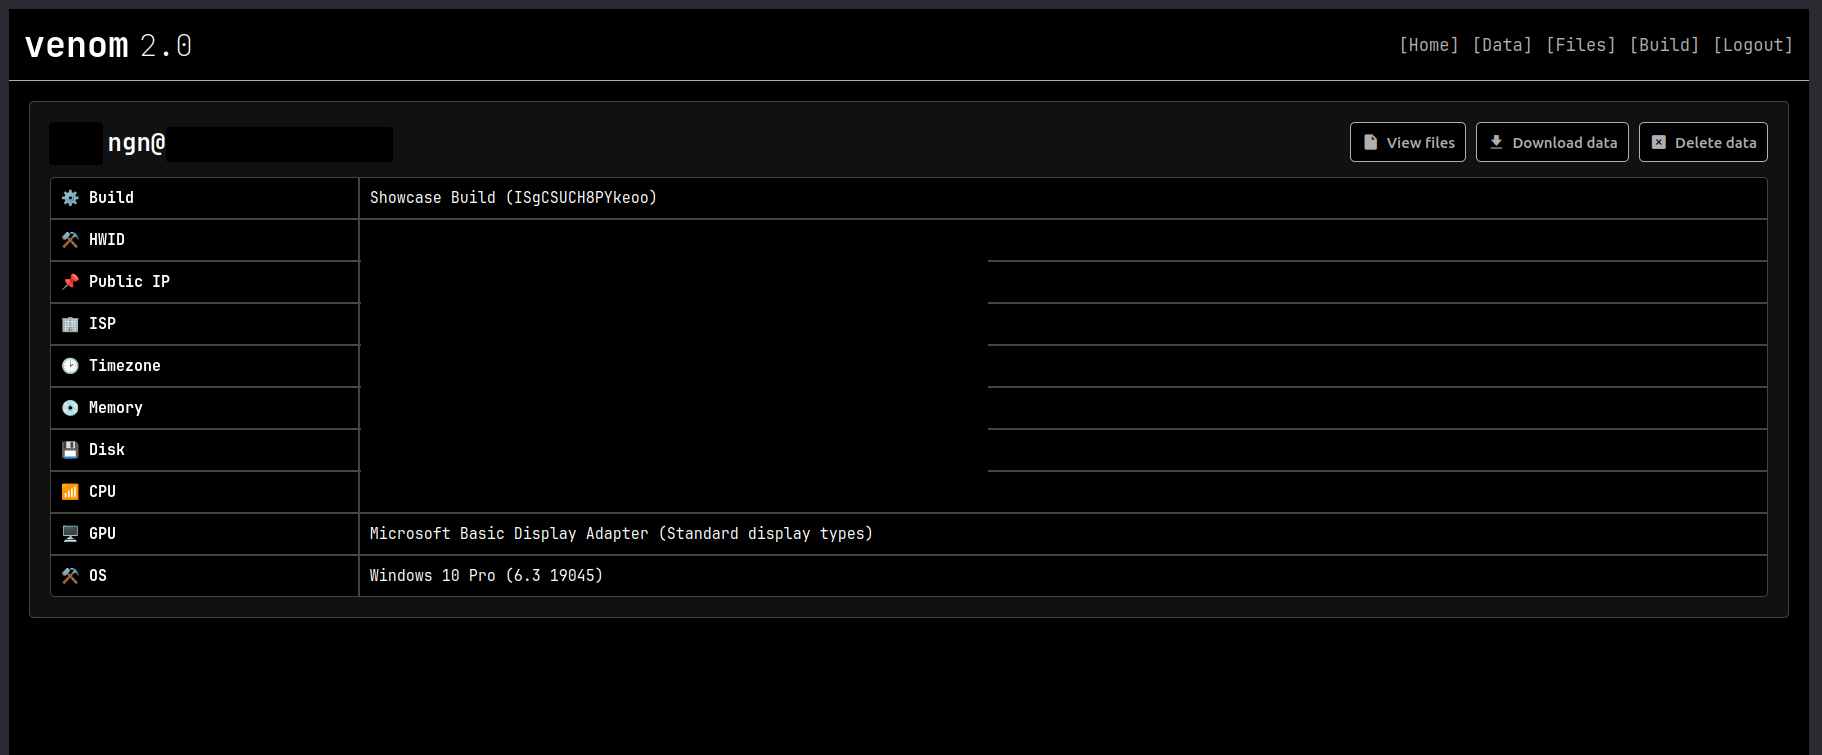 venom 2.0 [Home] [Data] [Files] [Build] [Logout]
ngn@ View files Download data Delete data
Build Showcase Build (ISgCSUCH8PYkeoo)
HWID
Public IP
ISP
Timezone
Memory
Disk
CPU
GPU Microsoft Basic Display Adapter (Standard display types)
OS Windows 10 Pro (6.3 19045)